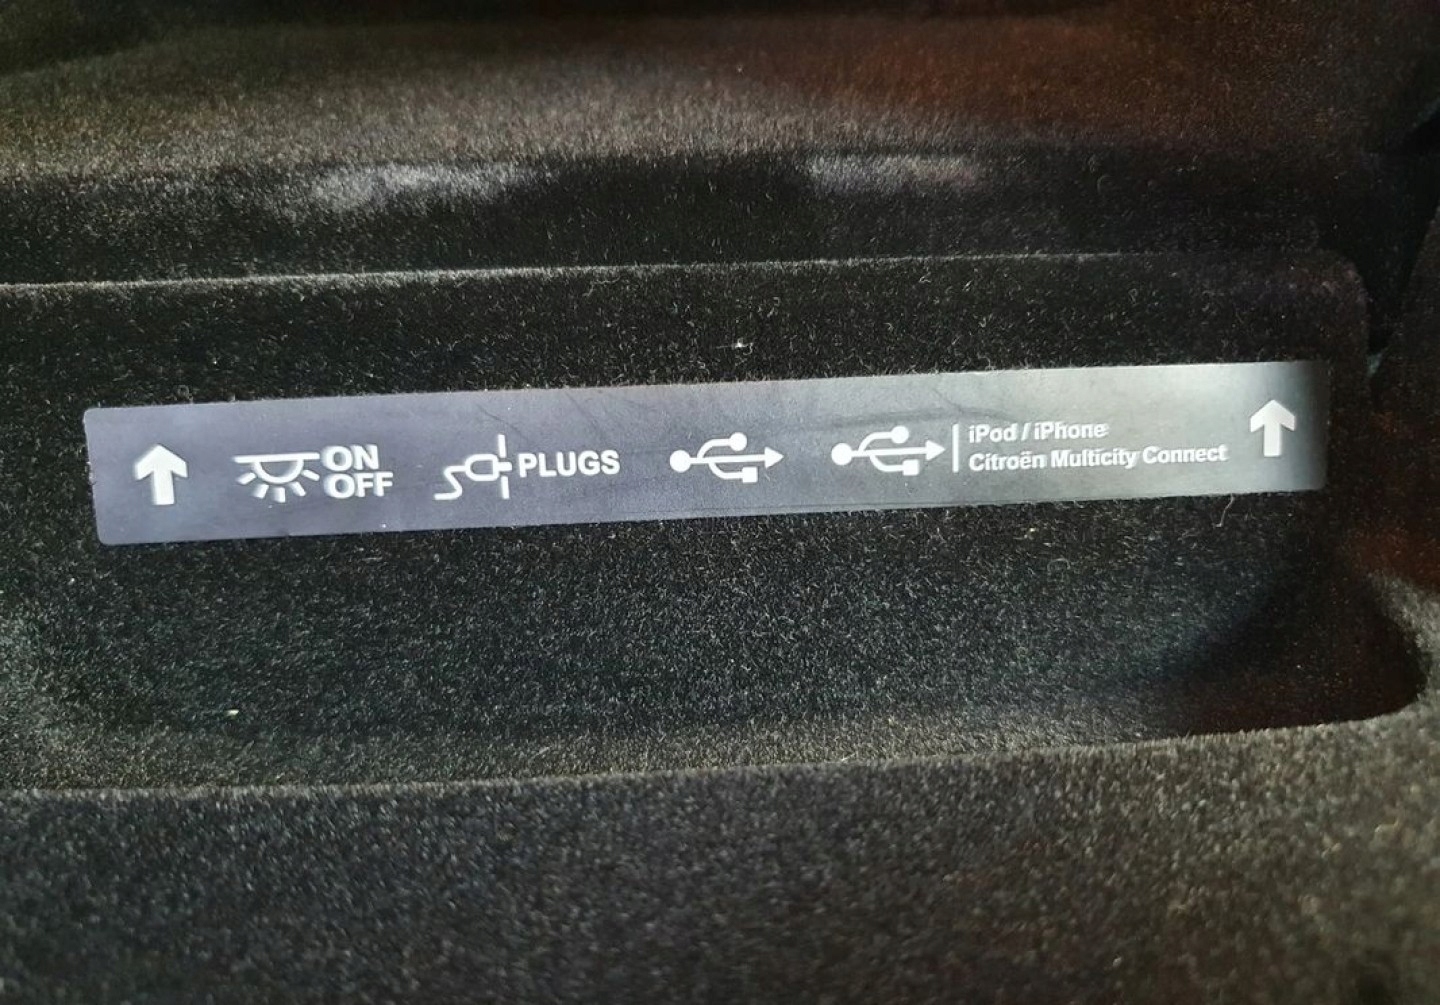 ON
OFF
PLUGS
iPod / iPhone
Citroën Multicity Connect